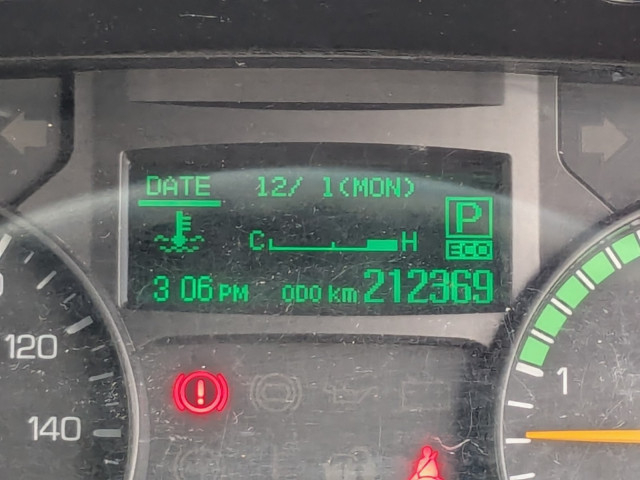 DATE 12/ 1(MON)
P
C H ECO
3 06 PM ODO km 212369
120
1
140